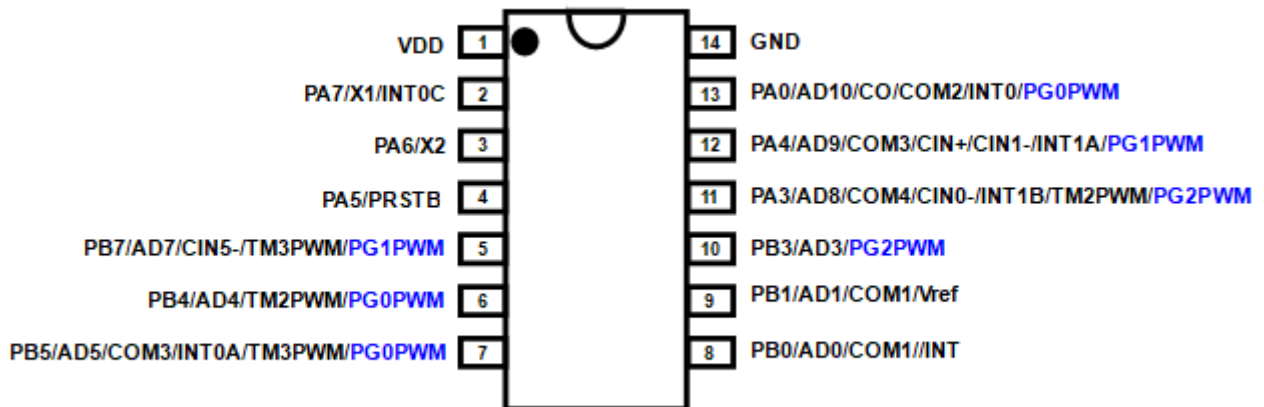 VDD 1
PA7/X1/INT0C 2
PA6/X2 3
PA5/PRSTB 4
PB7/AD7/CIN5-/TM3PWM/PG1PWM 5
PB4/AD4/TM2PWM/PG0PWM 6
PB5/AD5/COM3/INT0A/TM3PWM/PG0PWM 7
14 GND
13 PA0/AD10/CO/COM2/INT0/PG0PWM
12 PA4/AD9/COM3/CIN+/CIN1-/INT1A/PG1PWM
11 PA3/AD8/COM4/CIN0-/INT1B/TM2PWM/PG2PWM
10 PB3/AD3/PG2PWM
9 PB1/AD1/COM1/Vref
8 PB0/AD0/COM1//INT